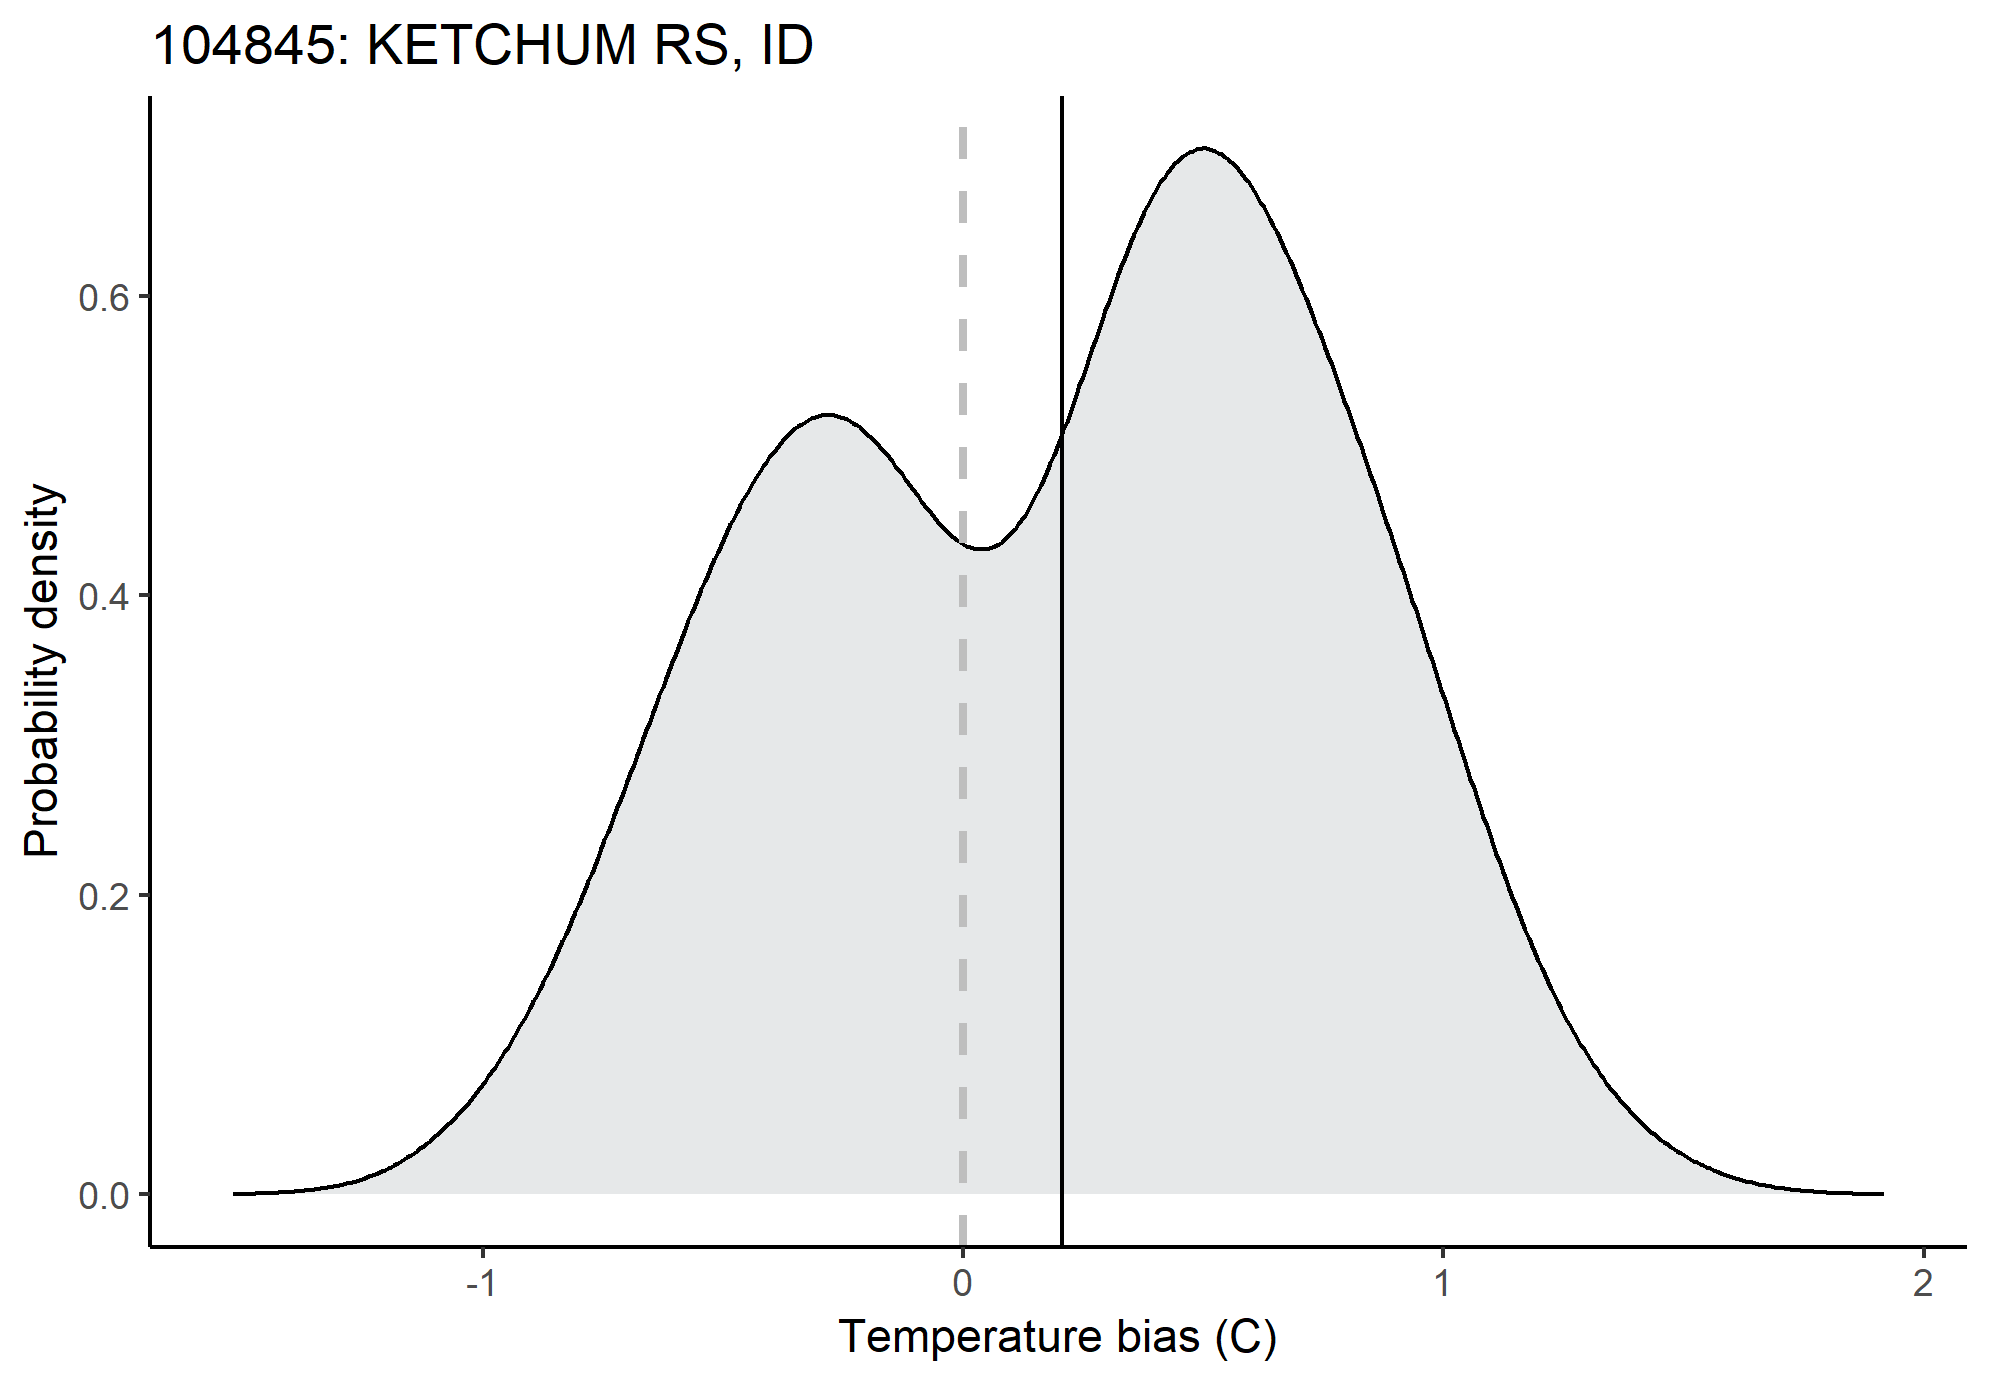 104845: KETCHUM RS, ID
Probability density
0.6
0.4
0.2
0.0
-1
0
1
2
Temperature bias (C)